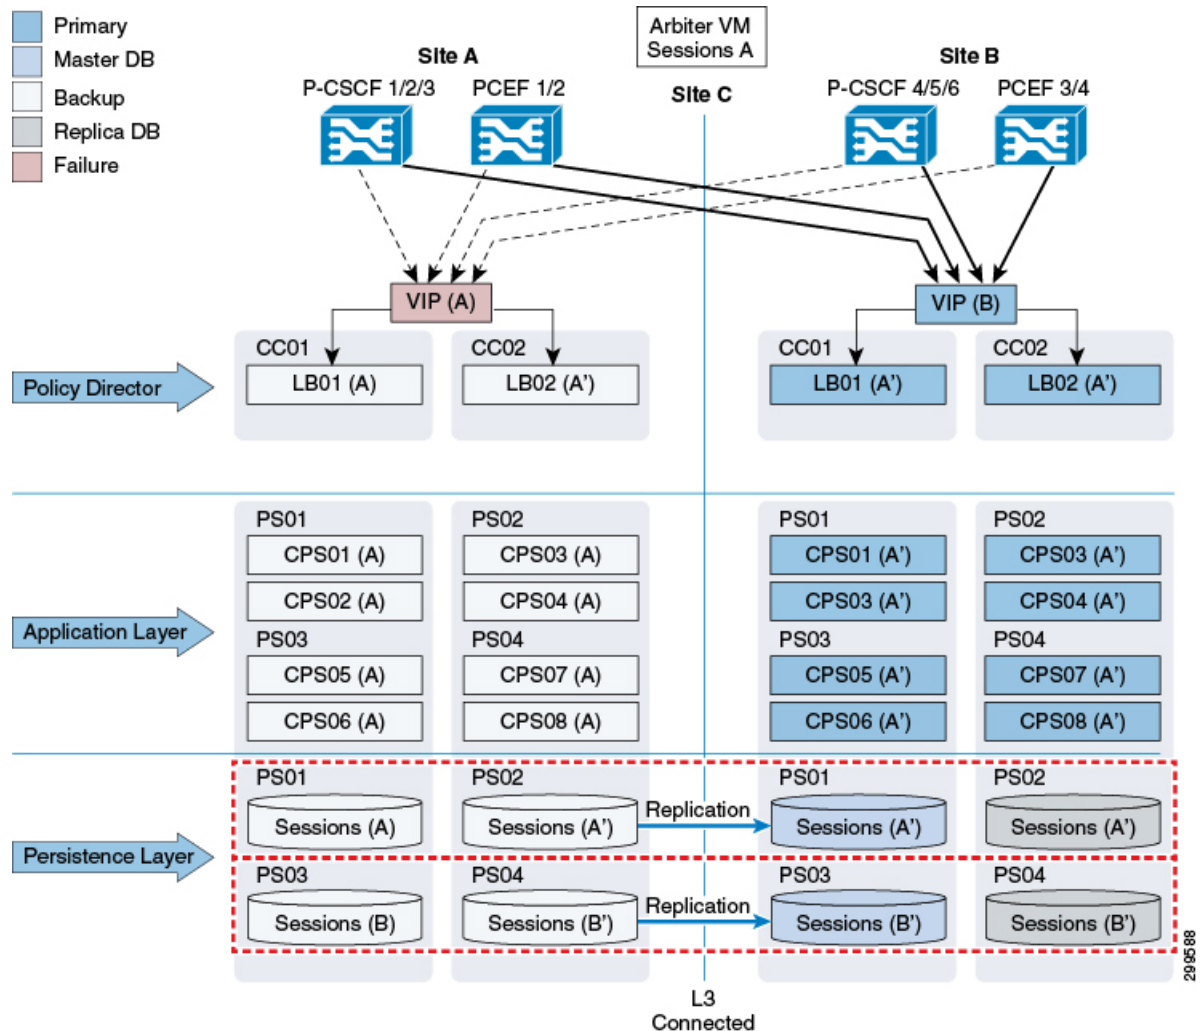 Primary
Master DB
Backup
Replica DB
Failure
Arbiter VM
Sessions A
Site A
Site C
Site B
P-CSCF 1/2/3
PCEF 1/2
P-CSCF 4/5/6
PCEF 3/4
VIP (A)
VIP (B)
Policy Director
CC01
LB01 (A)
CC02
LB02 (A')
CC01
LB01 (A')
CC02
LB02 (A')
Application Layer
PS01
CPS01 (A)
CPS02 (A)
PS03
CPS05 (A)
CPS06 (A)
PS02
CPS03 (A)
CPS04 (A)
PS04
CPS07 (A)
CPS08 (A)
PS01
CPS01 (A')
CPS03 (A')
PS03
CPS05 (A')
CPS06 (A')
PS02
CPS03 (A')
CPS04 (A')
PS04
CPS07 (A')
CPS08 (A')
Persistence Layer
PS01
Sessions (A)
PS02
Sessions (A')
Replication
PS01
Sessions (A')
PS02
Sessions (A')
PS03
Sessions (B)
PS04
Sessions (B')
Replication
PS03
Sessions (B')
PS04
Sessions (B')
L3
Connected
299588